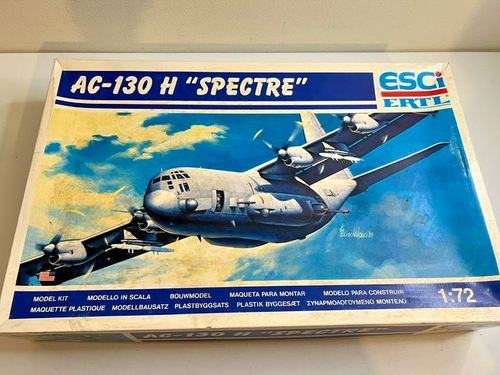 AC-130 H "SPECTRE"
ESCi
ERTL
MODEL KIT MODELLO IN SCALA BOUWMODEL MAQUETA PARA MONTAR MODELO PARA CONSTRUIR
MAQUETTE PLASTIQUE MODELLBAUSATZ PLASTBYGGSATS PLASTIK BYGGESÆT ΣΥΝΑΡΜΟΛΟΓΟΥΜΕΝΟ ΜΟΝΤΕΛΟ
1:72
AC-130 H "SPECTRE"